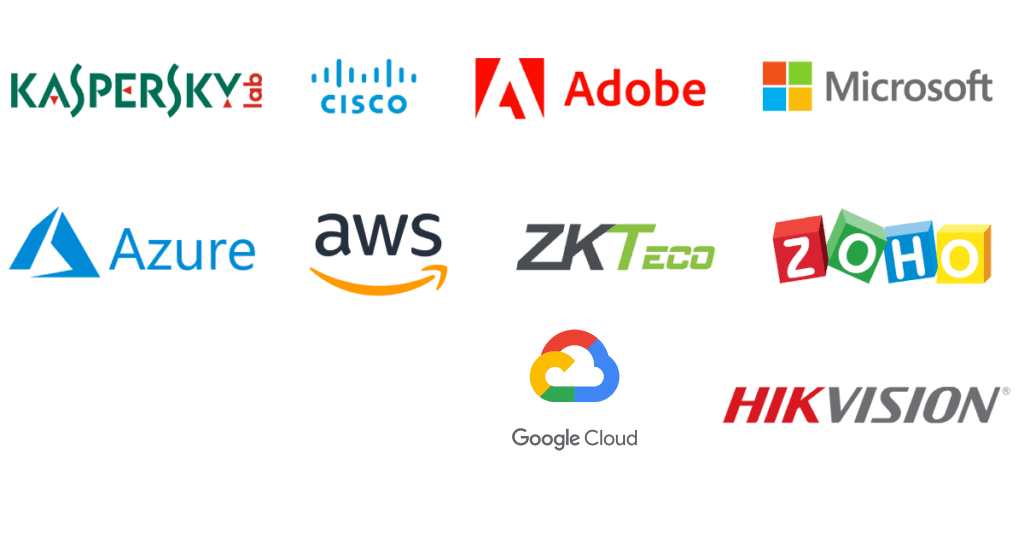 KASPERSKY lab
CISCO
Adobe
Microsoft
Azure
aws
ZKTECO
ZOHO
Google Cloud
HIKVISION®